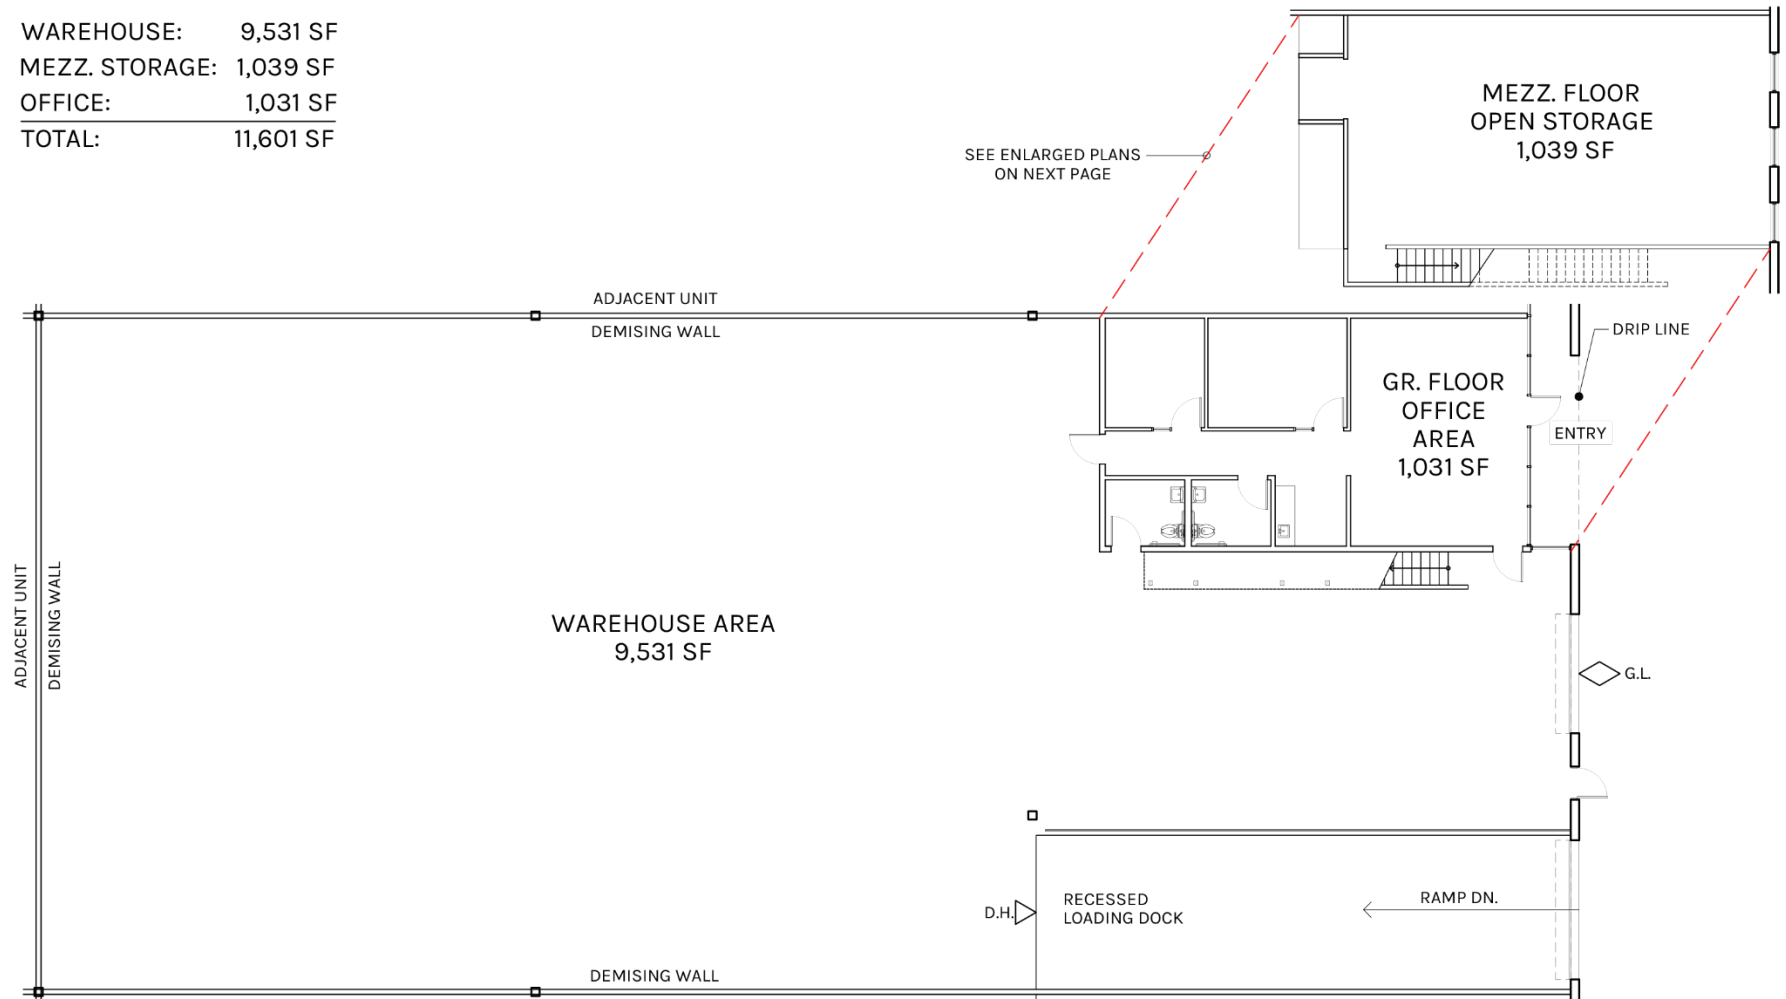 WAREHOUSE: 9,531 SF
MEZZ. STORAGE: 1,039 SF
OFFICE: 1,031 SF
TOTAL: 11,601 SF
MEZZ. FLOOR
OPEN STORAGE
1,039 SF
SEE ENLARGED PLANS
ON NEXT PAGE
ADJACENT UNIT
DEMISING WALL
DRIP LINE
GR. FLOOR
OFFICE
AREA
1,031 SF
ENTRY
ADJACENT UNIT
DEMISING WALL
WAREHOUSE AREA
9,531 SF
G.L.
D.H.
RECESSED
LOADING DOCK
RAMP DN.
DEMISING WALL